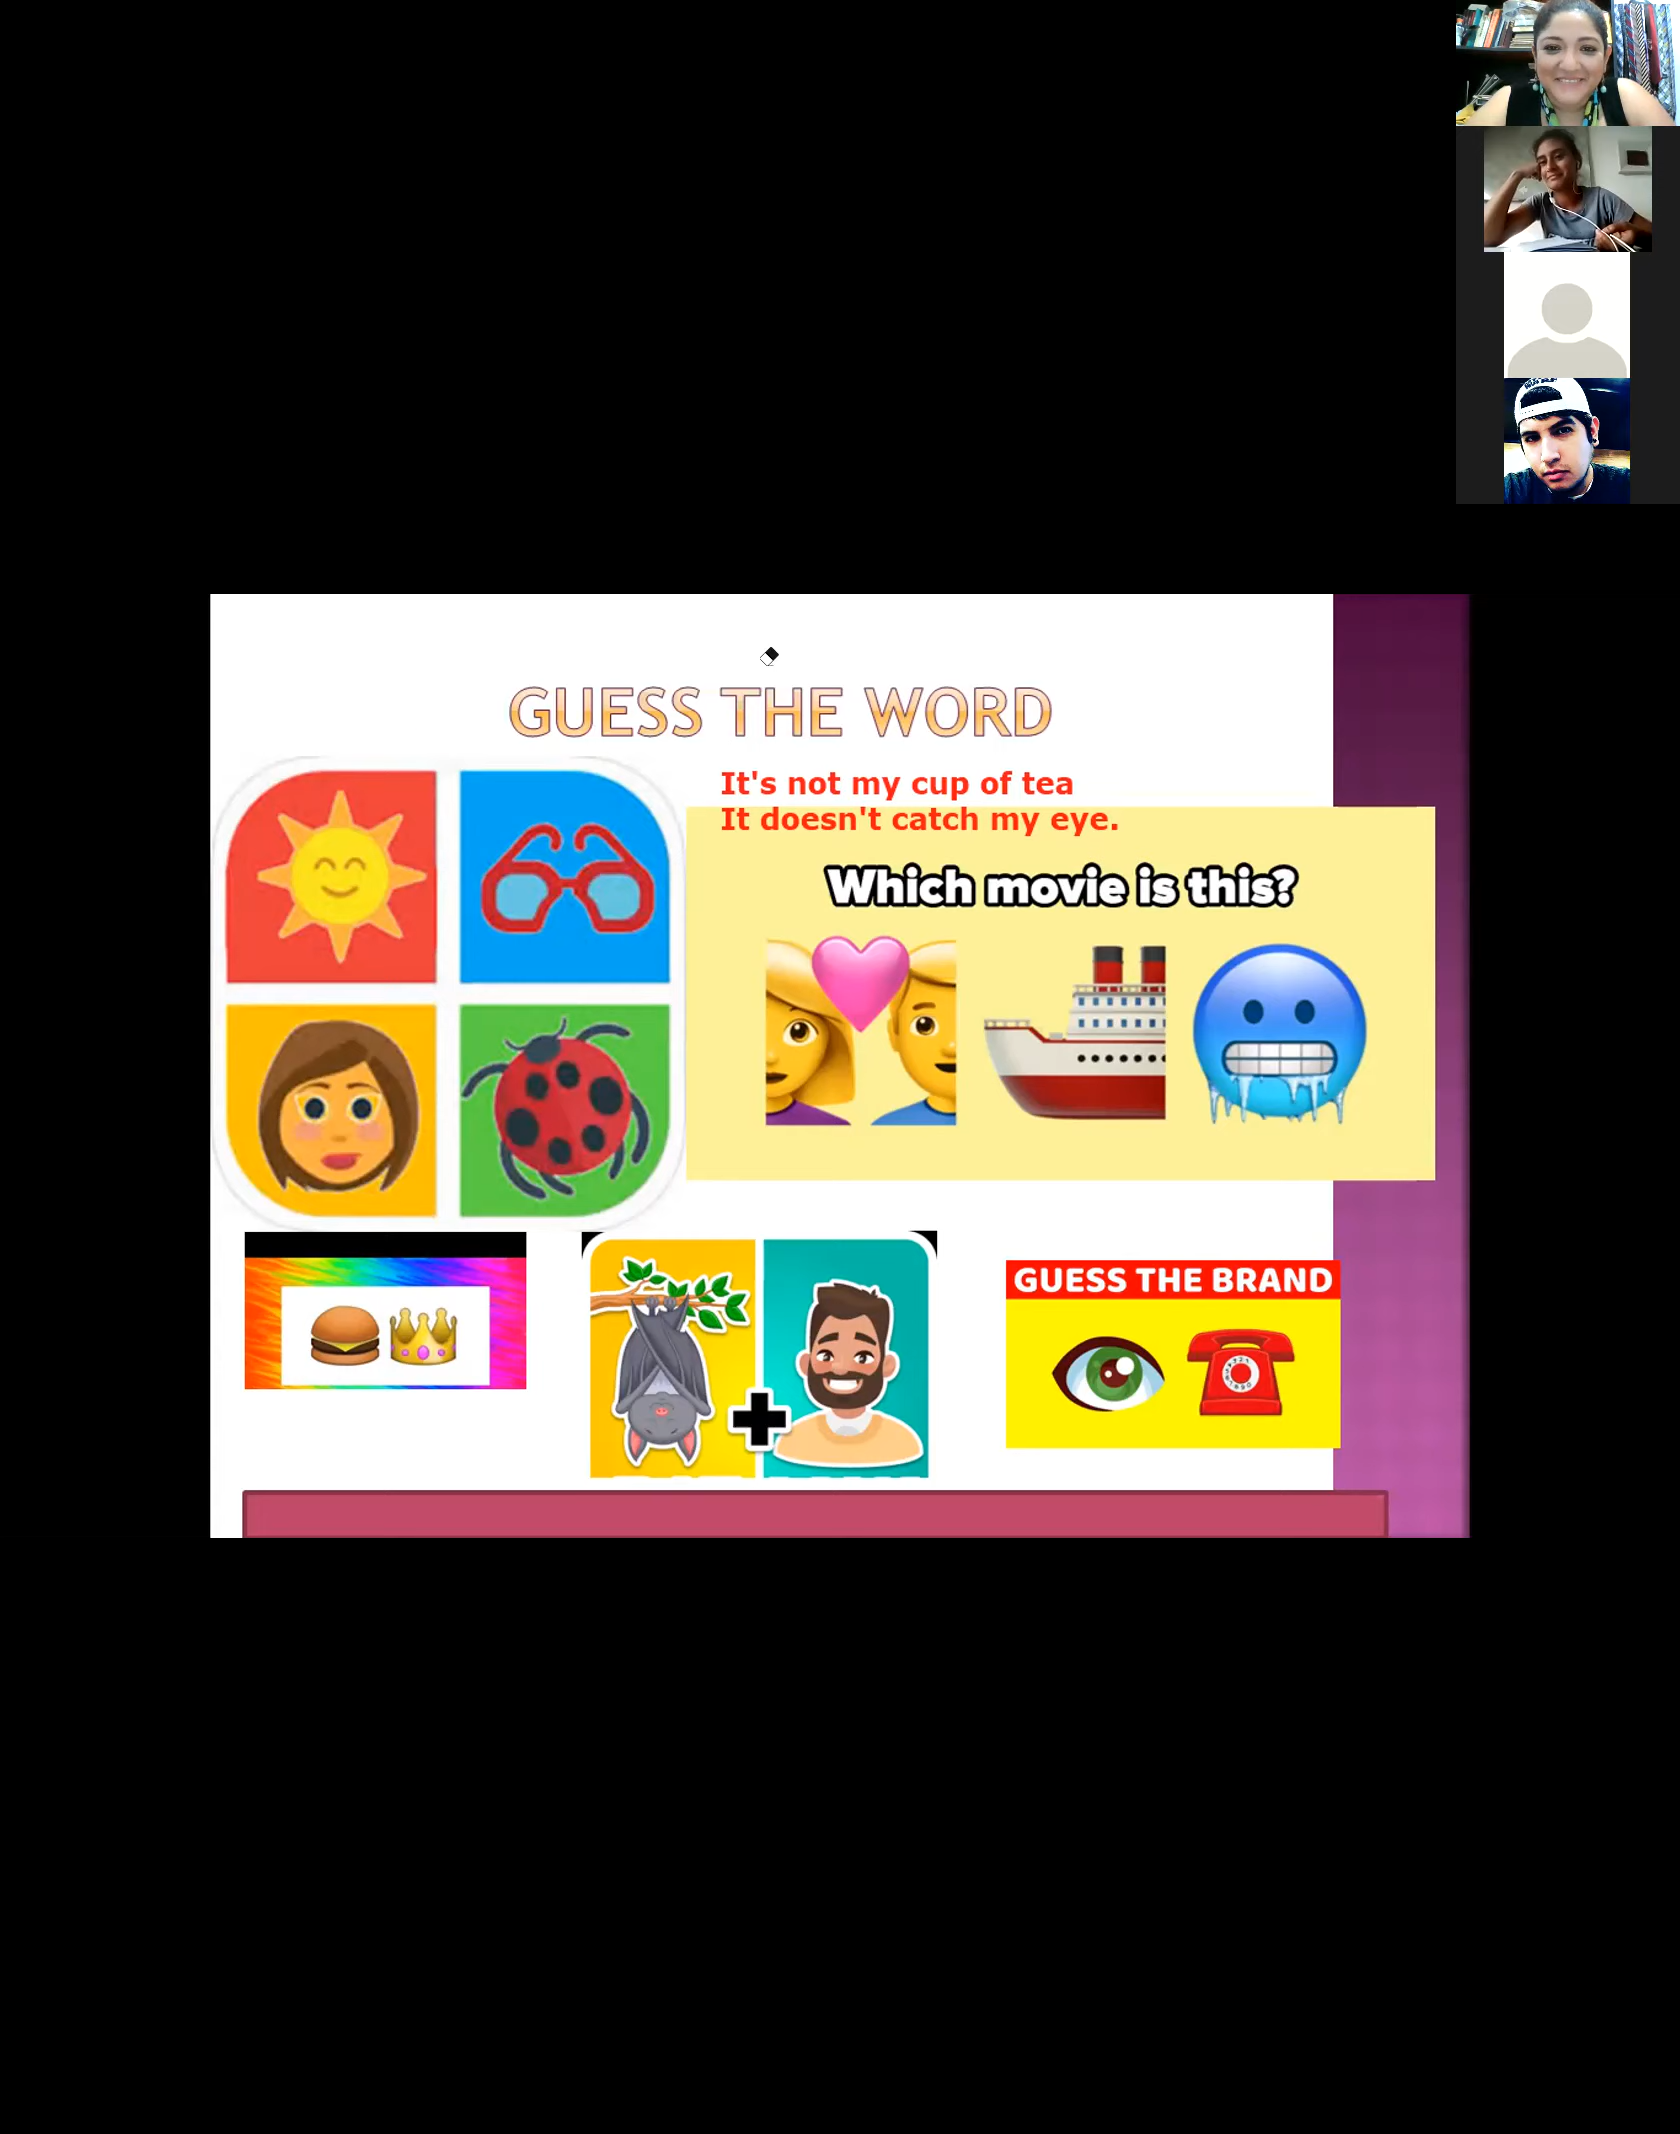 GUESS THE WORD
It's not my cup of tea
It doesn't catch my eye.
Which movie is this?
GUESS THE BRAND